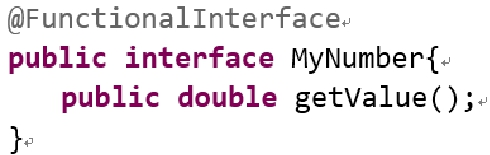 @FunctionalInterface
public interface MyNumber{
    public double getValue();
}